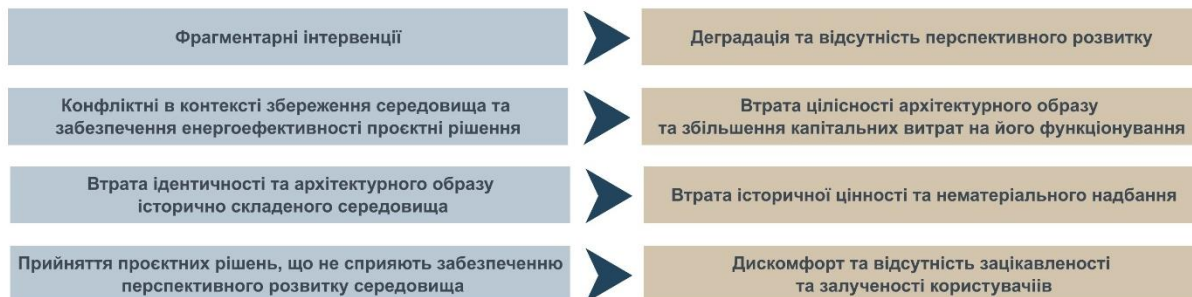 Фрагментарні інтервенції
Деградація та відсутність перспективного розвитку
Конфліктні в контексті збереження середовища та
забезпечення енергоефективності проєктні рішення
Втрата цілісності архітектурного образу
та збільшення капітальних витрат на його функціонування
Втрата ідентичності та архітектурного образу
історично складеного середовища
Втрата історичної цінності та нематеріального надбання
Прийняття проєктних рішень, що не сприяють забезпеченню
перспективного розвитку середовища
Дискомфорт та відсутність зацікавленості
та залученості користувачіїв